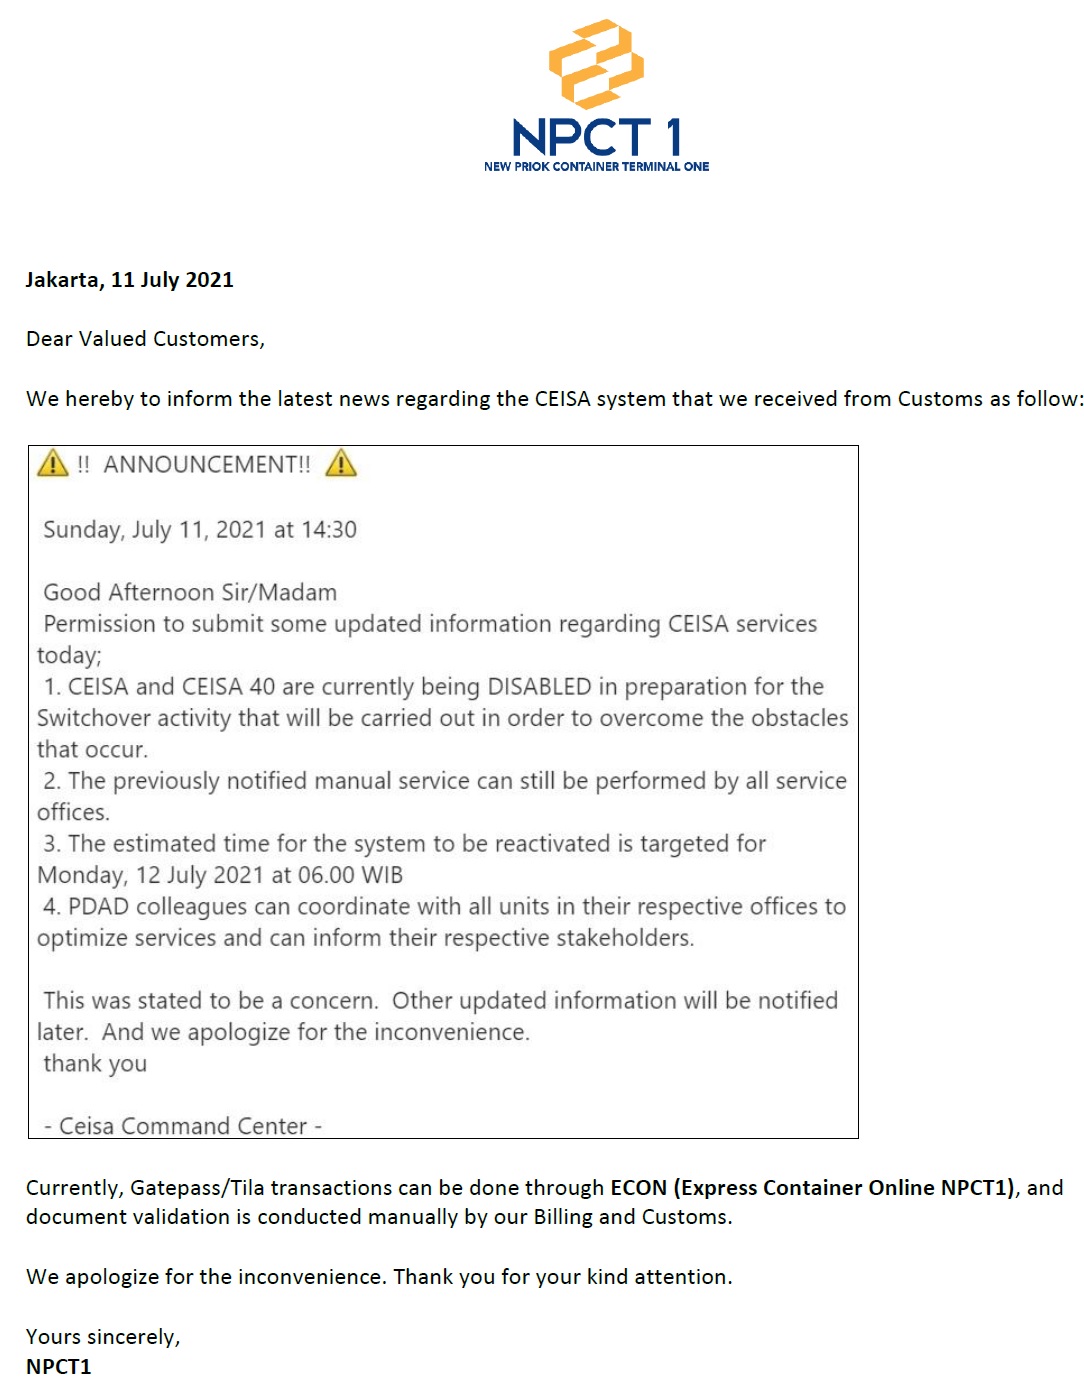 NPCT 1
NEW PRIOK CONTAINER TERMINAL ONE
Jakarta, 11 July 2021
Dear Valued Customers,
We hereby to inform the latest news regarding the CEISA system that we received from Customs as follow:
⚠ !! ANNOUNCEMENT!! ⚠
Sunday, July 11, 2021 at 14:30
Good Afternoon Sir/Madam
Permission to submit some updated information regarding CEISA services
today;
1. CEISA and CEISA 40 are currently being DISABLED in preparation for the
Switchover activity that will be carried out in order to overcome the obstacles
that occur.
2. The previously notified manual service can still be performed by all service
offices.
3. The estimated time for the system to be reactivated is targeted for
Monday, 12 July 2021 at 06.00 WIB
4. PDAD colleagues can coordinate with all units in their respective offices to
optimize services and can inform their respective stakeholders.
This was stated to be a concern. Other updated information will be notified
later. And we apologize for the inconvenience.
thank you
- Ceisa Command Center -
Currently, Gatepass/Tila transactions can be done through ECON (Express Container Online NPCT1), and
document validation is conducted manually by our Billing and Customs.
We apologize for the inconvenience. Thank you for your kind attention.
Yours sincerely,
NPCT1